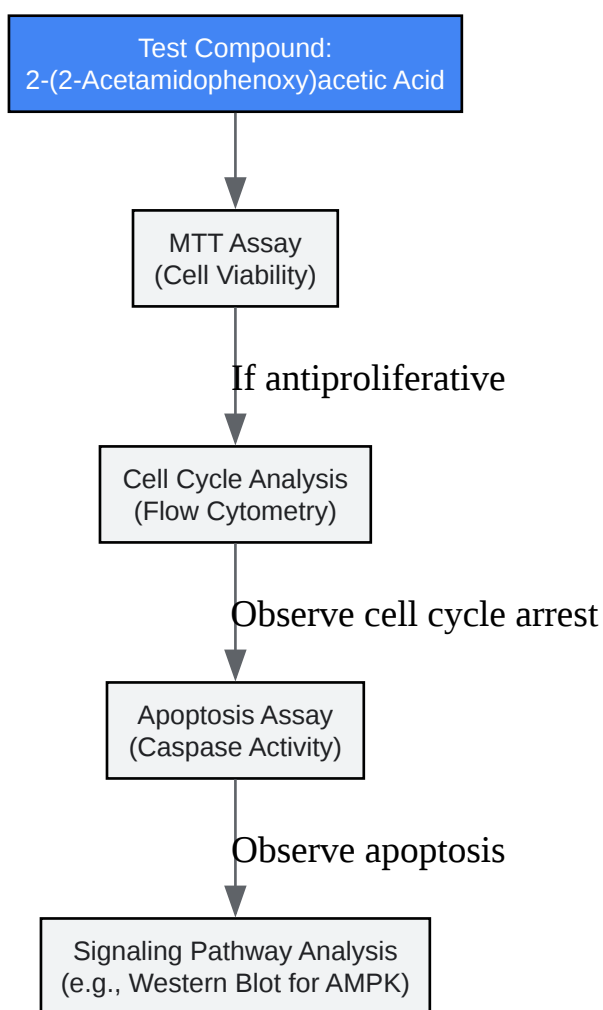 Test Compound:
2-(2-Acetamidophenoxy)acetic Acid
MTT Assay
(Cell Viability)
If antiproliferative
Cell Cycle Analysis
(Flow Cytometry)
Observe cell cycle arrest
Apoptosis Assay
(Caspase Activity)
Observe apoptosis
Signaling Pathway Analysis
(e.g., Western Blot for AMPK)